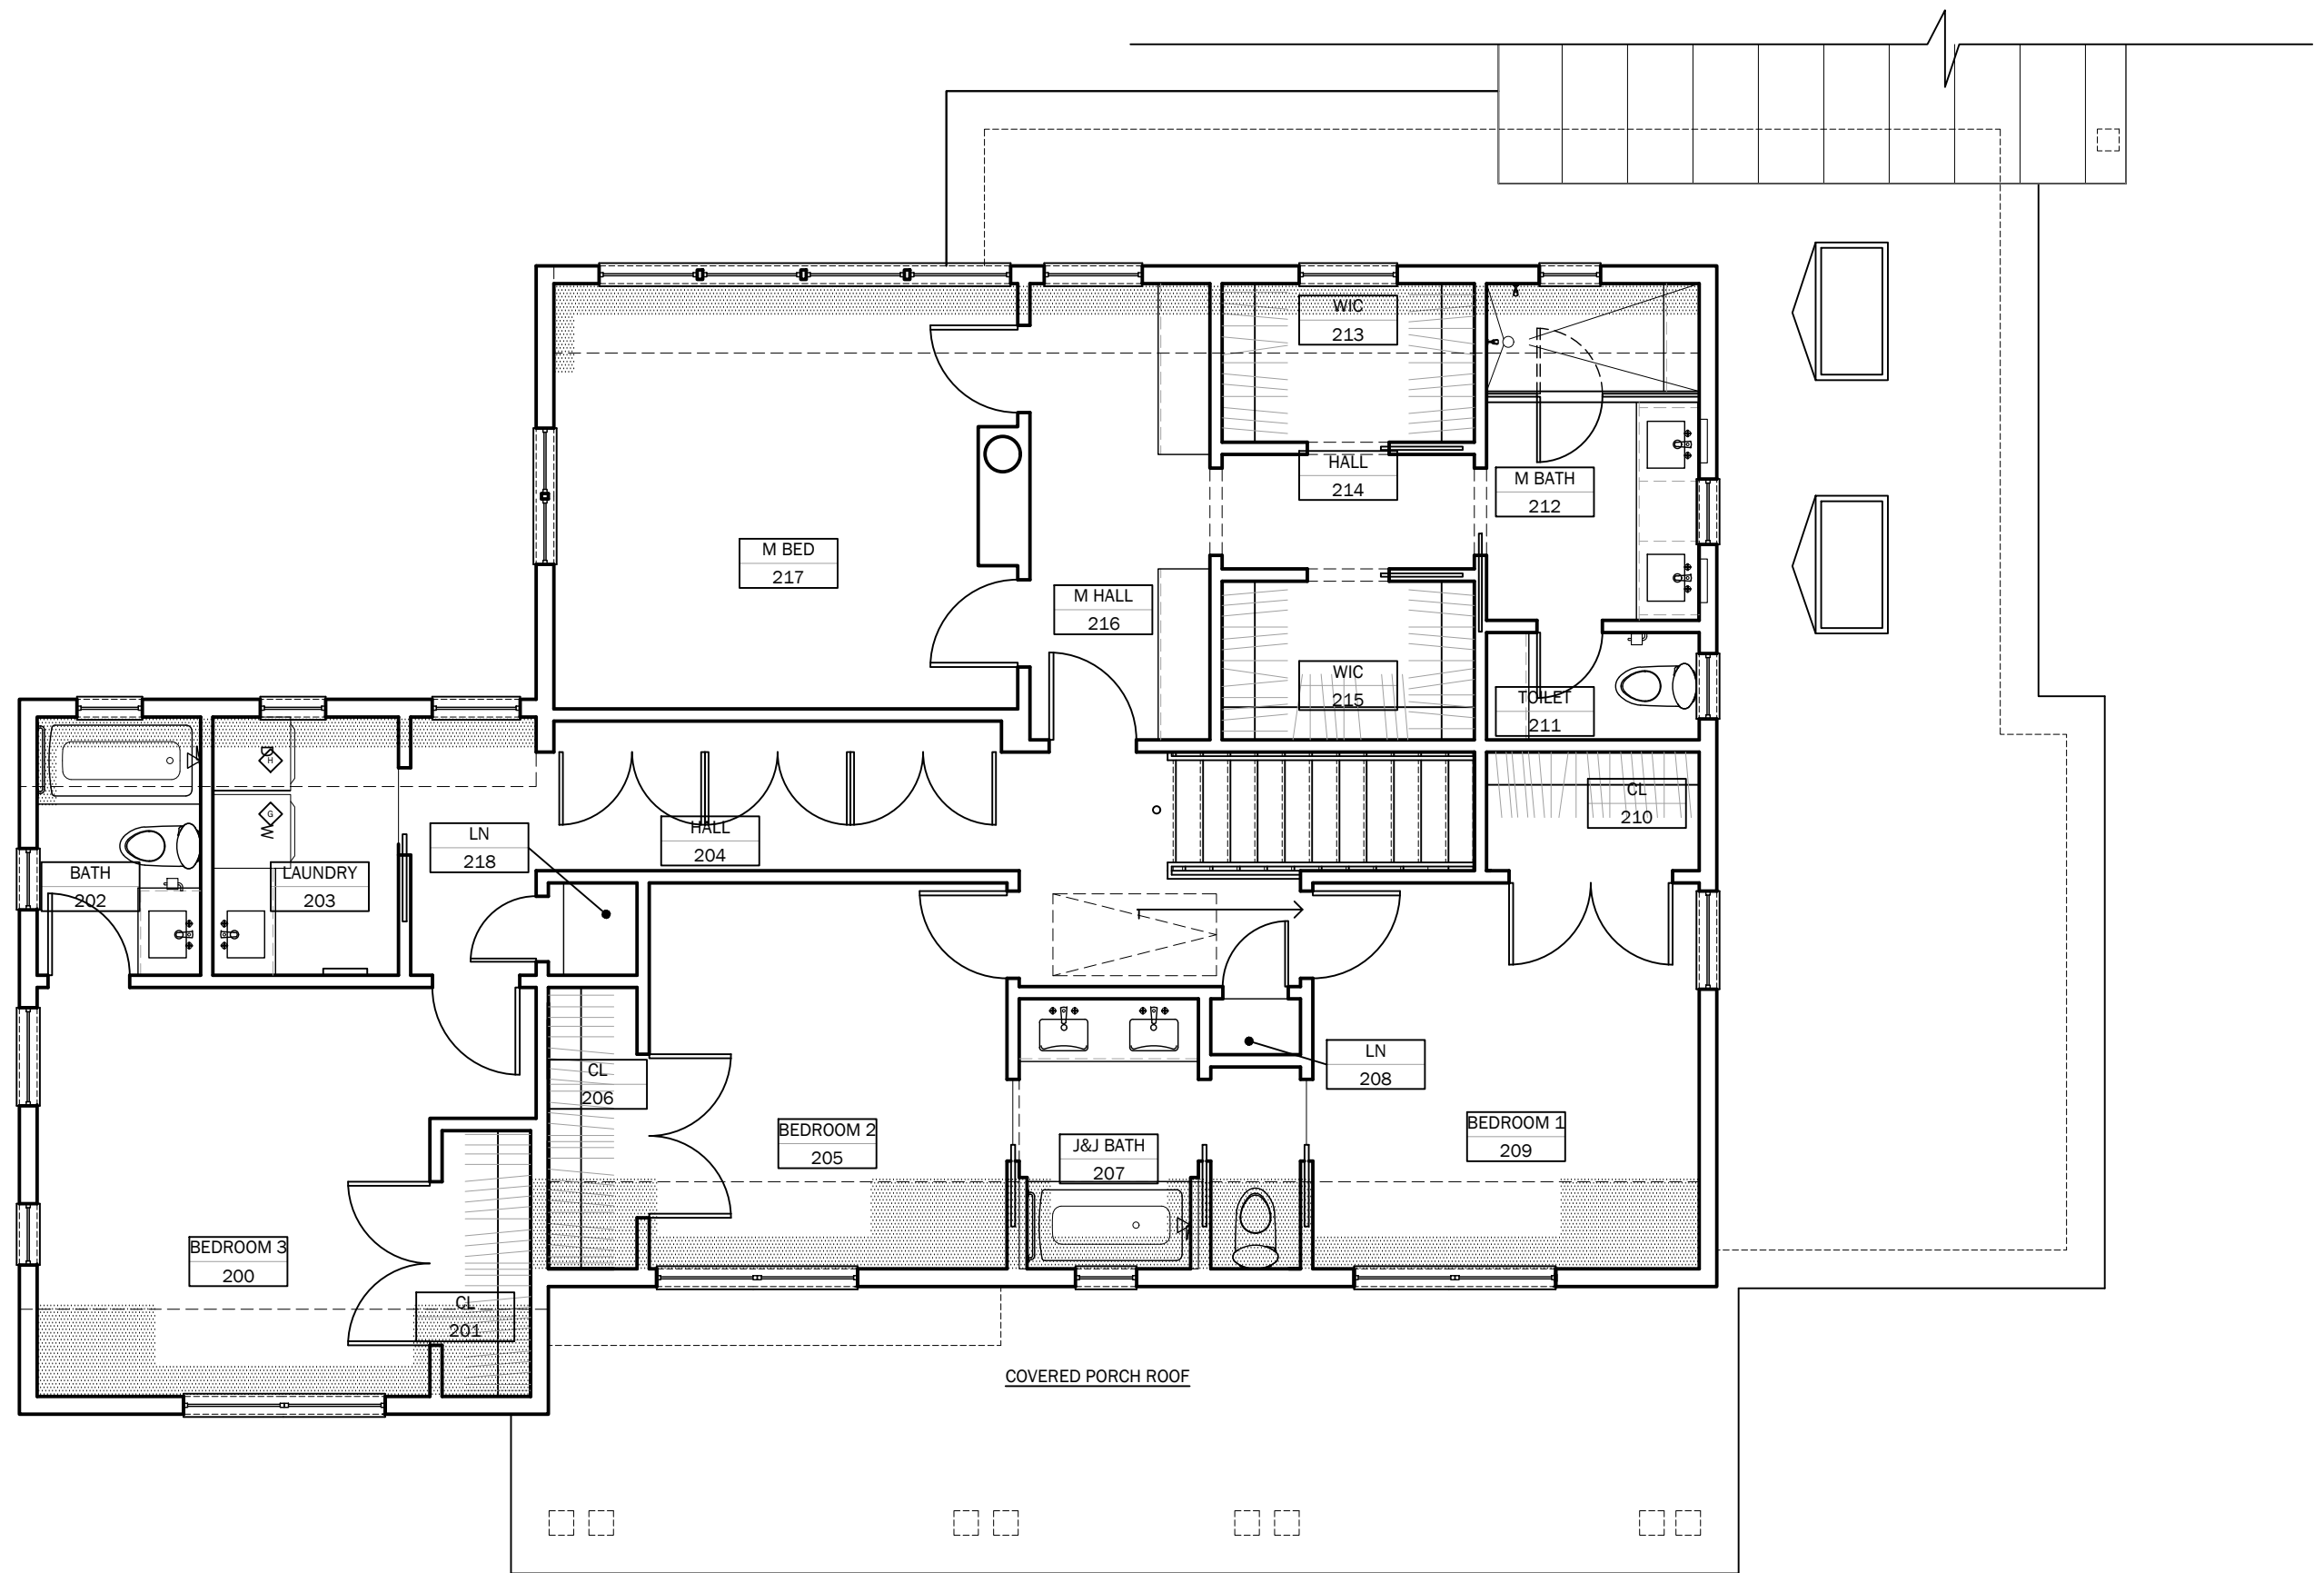 WIC
213
HALL
214
M BATH
212
M BED
217
M HALL
216
WIC
215
TOILET
211
D
H
G
W
CL
210
LN
218
HALL
204
BATH
202
LAUNDRY
203
CL
206
LN
208
BEDROOM 2
205
J&J BATH
207
BEDROOM 1
209
BEDROOM 3
200
CL
201
COVERED PORCH ROOF